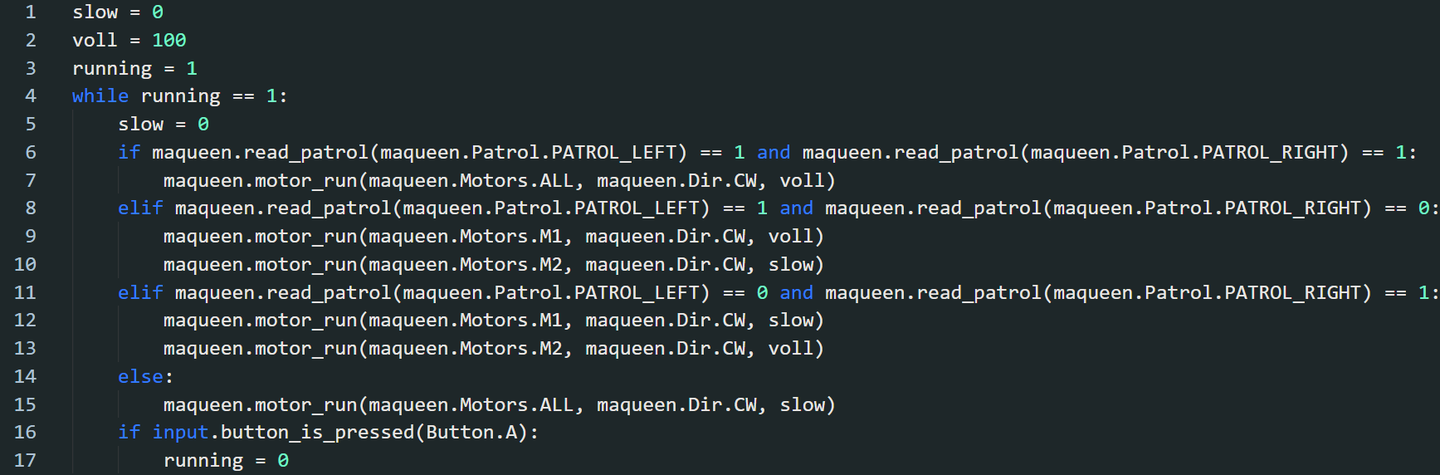 1 slow = 0
2 voll = 100
3 running = 1
4 while running == 1:
5     slow = 0
6     if maqueen.read_patrol(maqueen.Patrol.PATROL_LEFT) == 1 and maqueen.read_patrol(maqueen.Patrol.PATROL_RIGHT) == 1:
7         maqueen.motor_run(maqueen.Motors.ALL, maqueen.Dir.CW, voll)
8     elif maqueen.read_patrol(maqueen.Patrol.PATROL_LEFT) == 1 and maqueen.read_patrol(maqueen.Patrol.PATROL_RIGHT) == 0:
9         maqueen.motor_run(maqueen.Motors.M1, maqueen.Dir.CW, voll)
10         maqueen.motor_run(maqueen.Motors.M2, maqueen.Dir.CW, slow)
11     elif maqueen.read_patrol(maqueen.Patrol.PATROL_LEFT) == 0 and maqueen.read_patrol(maqueen.Patrol.PATROL_RIGHT) == 1:
12         maqueen.motor_run(maqueen.Motors.M1, maqueen.Dir.CW, slow)
13         maqueen.motor_run(maqueen.Motors.M2, maqueen.Dir.CW, voll)
14     else:
15         maqueen.motor_run(maqueen.Motors.ALL, maqueen.Dir.CW, slow)
16     if input.button_is_pressed(Button.A):
17         running = 0